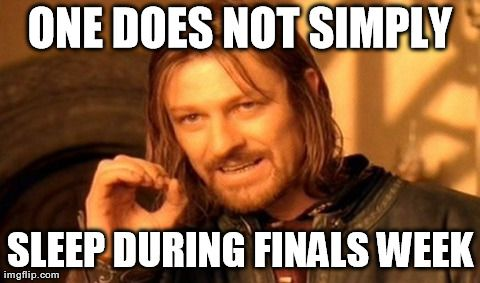 ONE DOES NOT SIMPLY
SLEEP DURING FINALS WEEK
imgflip.com